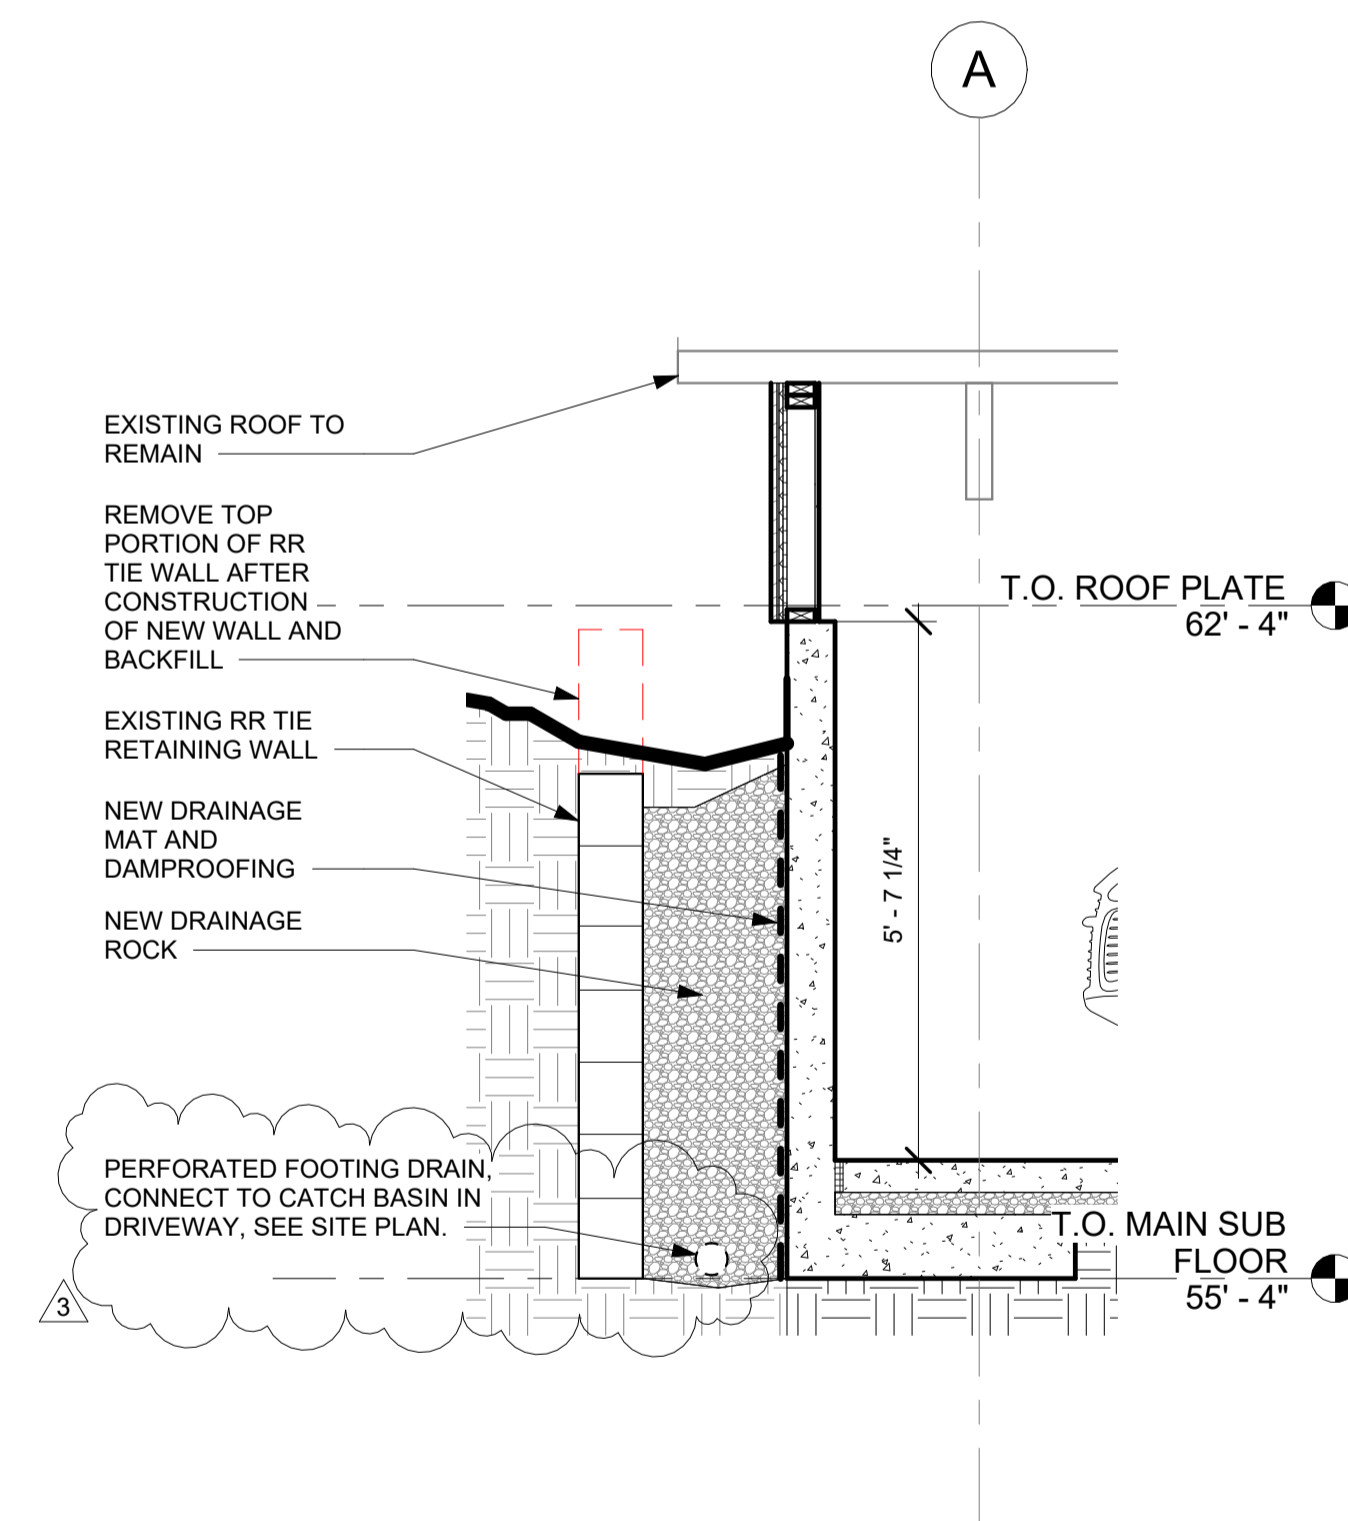 A
EXISTING ROOF TO
REMAIN
REMOVE TOP
PORTION OF RR
TIE WALL AFTER
CONSTRUCTION
OF NEW WALL AND
BACKFILL
T.O. ROOF PLATE
62' - 4"
EXISTING RR TIE
RETAINING WALL
NEW DRAINAGE
MAT AND
DAMPROOFING
5' - 7 1/4"
NEW DRAINAGE
ROCK
PERFORATED FOOTING DRAIN,
CONNECT TO CATCH BASIN IN
DRIVEWAY, SEE SITE PLAN.
T.O. MAIN SUB
FLOOR
55' - 4"
3